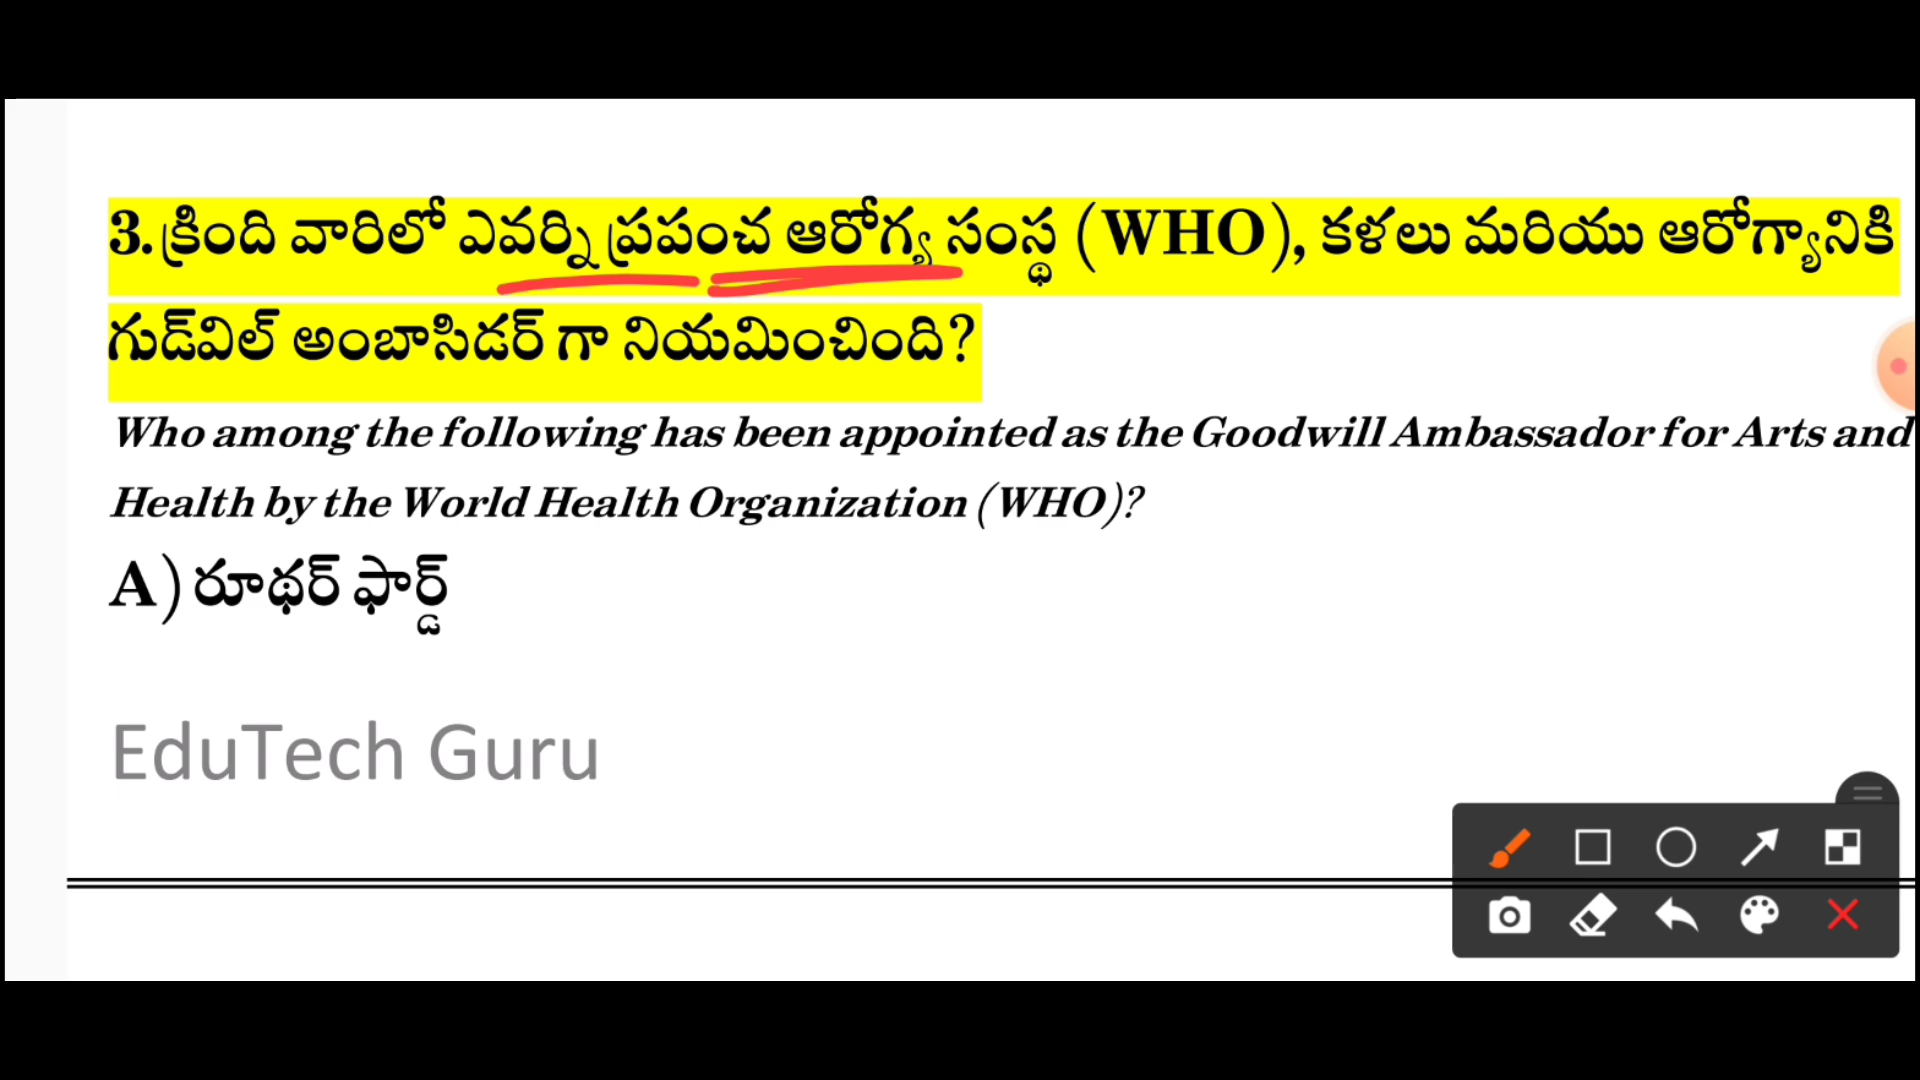 3. క్రింది వారిలో ఎవర్ని ప్రపంచ ఆరోగ్య సంస్థ (WHO), కళలు మరియు ఆరోగ్యానికి
గుడ్‌విల్ అంబాసిడర్ గా నియమించింది?
Who among the following has been appointed as the Goodwill Ambassador for Arts and
Health by the World Health Organization (WHO)?
A) రూథర్ ఫార్డ్
EduTech Guru